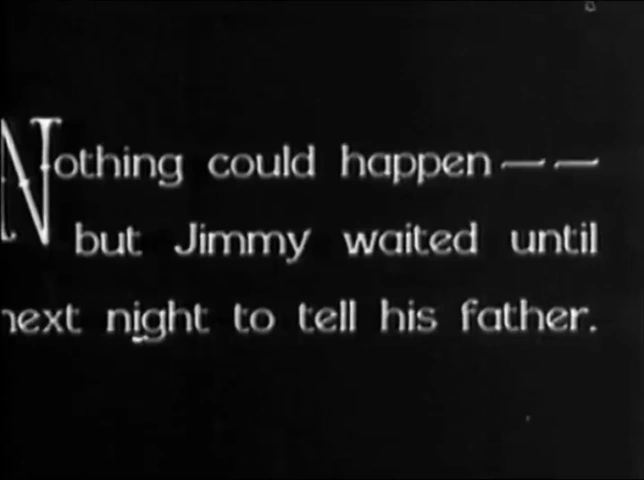 Nothing could happen — —
but Jimmy waited until
next night to tell his father.